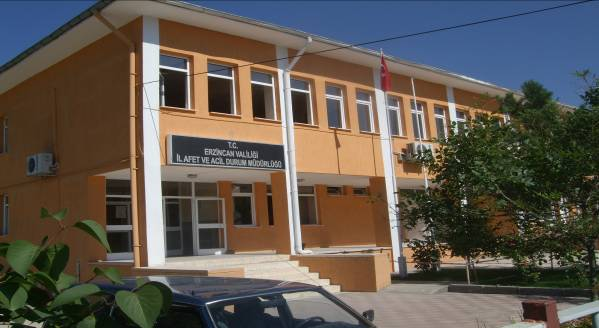 T.C.
ERZİNCAN VALİLİĞİ
İL AFET VE ACİL DURUM MÜDÜRLÜĞÜ